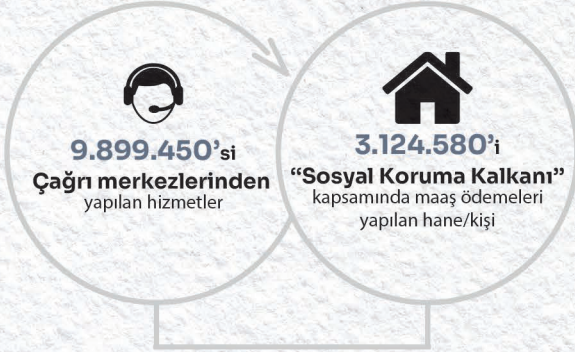 9.899.450’si
Çağrı merkezlerinden
yapılan hizmetler
3.124.580’i
“Sosyal Koruma Kalkanı”
kapsamında maaş ödemeleri
yapılan hane/kişi